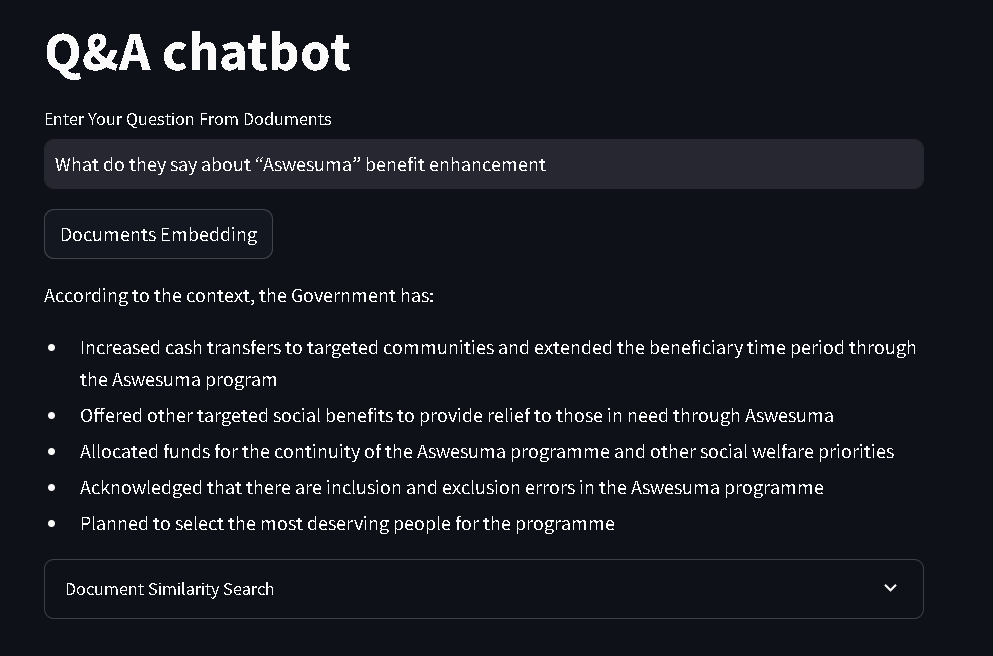 Q&A chatbot
Enter Your Question From Doduments
What do they say about “Aswesuma” benefit enhancement
Documents Embedding
According to the context, the Government has:
• Increased cash transfers to targeted communities and extended the beneficiary time period through
the Aswesuma program
• Offered other targeted social benefits to provide relief to those in need through Aswesuma
• Allocated funds for the continuity of the Aswesuma programme and other social welfare priorities
• Acknowledged that there are inclusion and exclusion errors in the Aswesuma programme
• Planned to select the most deserving people for the programme
Document Similarity Search